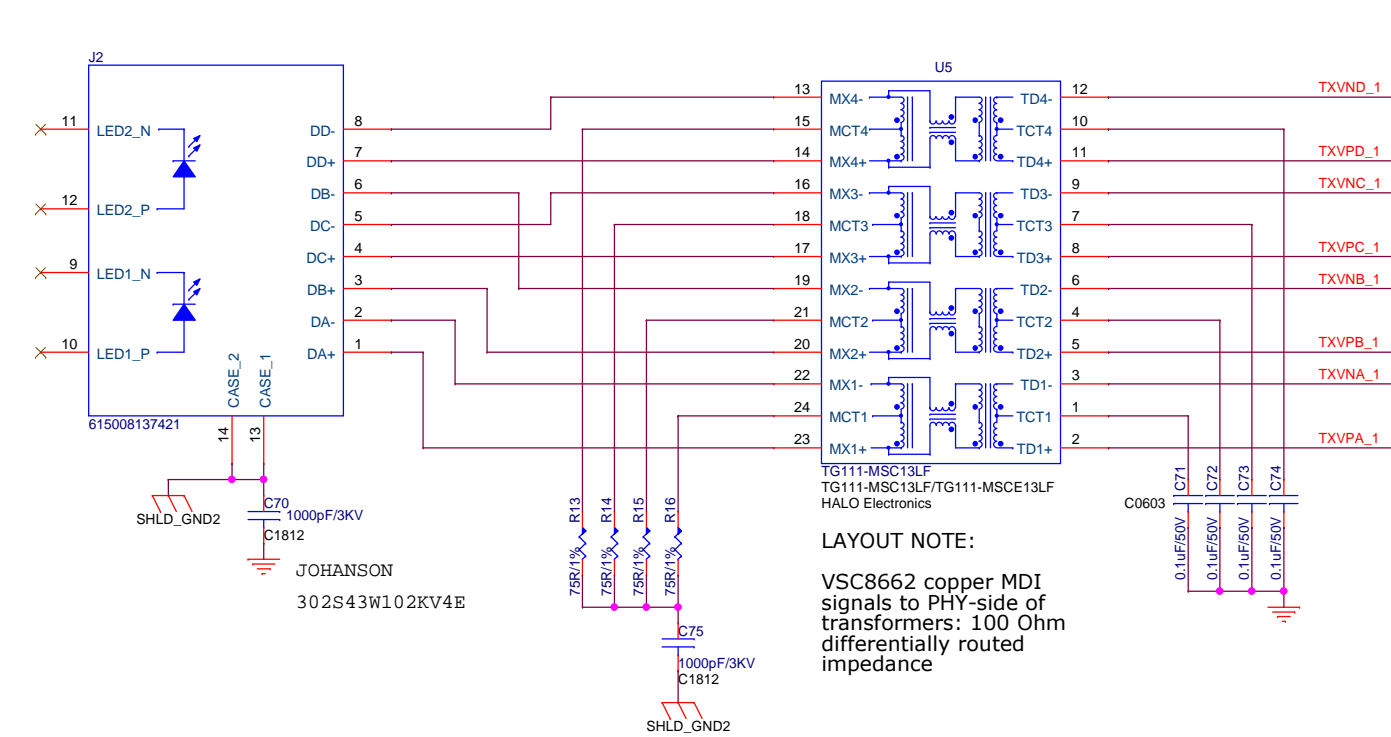 J2
U5
11 LED2_N
DD- 8
13 MX4-
TD4- 12
TXVND_1
15 MCT4
TCT4 10
DD+ 7
14 MX4+
TD4+ 11
TXVPD_1
12 LED2_P
DB- 6
16 MX3-
TD3- 9
TXVNC_1
DC- 5
18 MCT3
TCT3 7
DC+ 4
17 MX3+
TD3+ 8
TXVPC_1
9 LED1_N
DB+ 3
19 MX2-
TD2- 6
TXVNB_1
DA- 2
21 MCT2
TCT2 4
10 LED1_P
DA+ 1
20 MX2+
TD2+ 5
TXVPB_1
22 MX1-
TD1- 3
TXVNA_1
24 MCT1
TCT1 1
23 MX1+
TD1+ 2
TXVPA_1
CASE_2
CASE_1
615008137421
14
13
SHLD_GND2
C70
1000pF/3KV
C1812
JOHANSON
302S43W102KV4E
R13
R14
R15
R16
75R/1%
75R/1%
75R/1%
75R/1%
C75
1000pF/3KV
C1812
SHLD_GND2
TG111-MSC13LF
TG111-MSC13LF/TG111-MSCE13LF
HALO Electronics
LAYOUT NOTE:
VSC8662 copper MDI
signals to PHY-side of
transformers: 100 Ohm
differentially routed
impedance
C0603
C71
C72
C73
C74
0.1uF/50V
0.1uF/50V
0.1uF/50V
0.1uF/50V